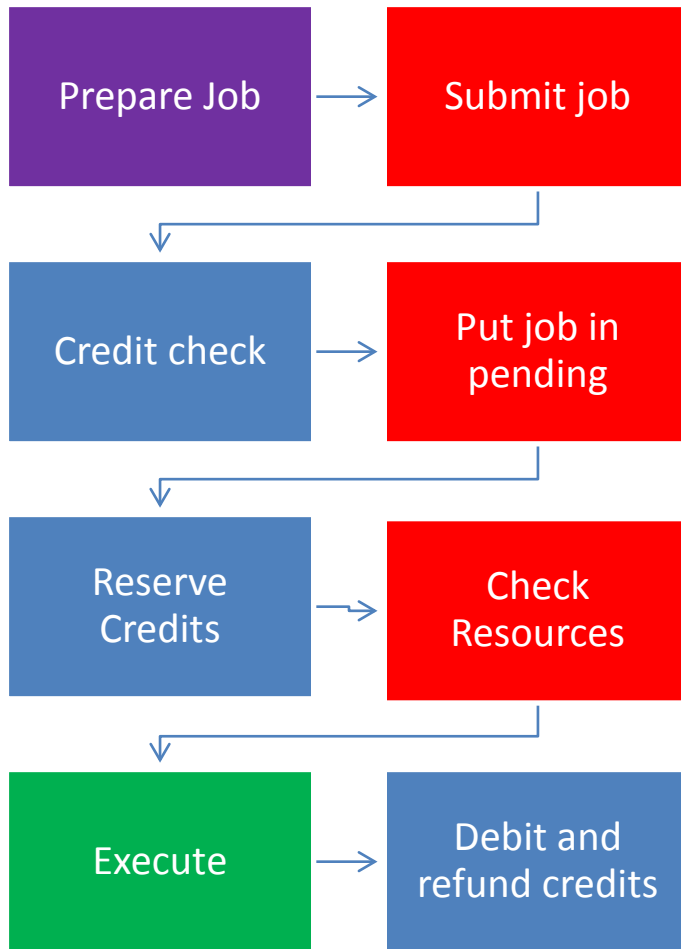 Prepare Job
Submit job
Credit check
Put job in
pending
Reserve
Credits
Check
Resources
Execute
Debit and
refund credits